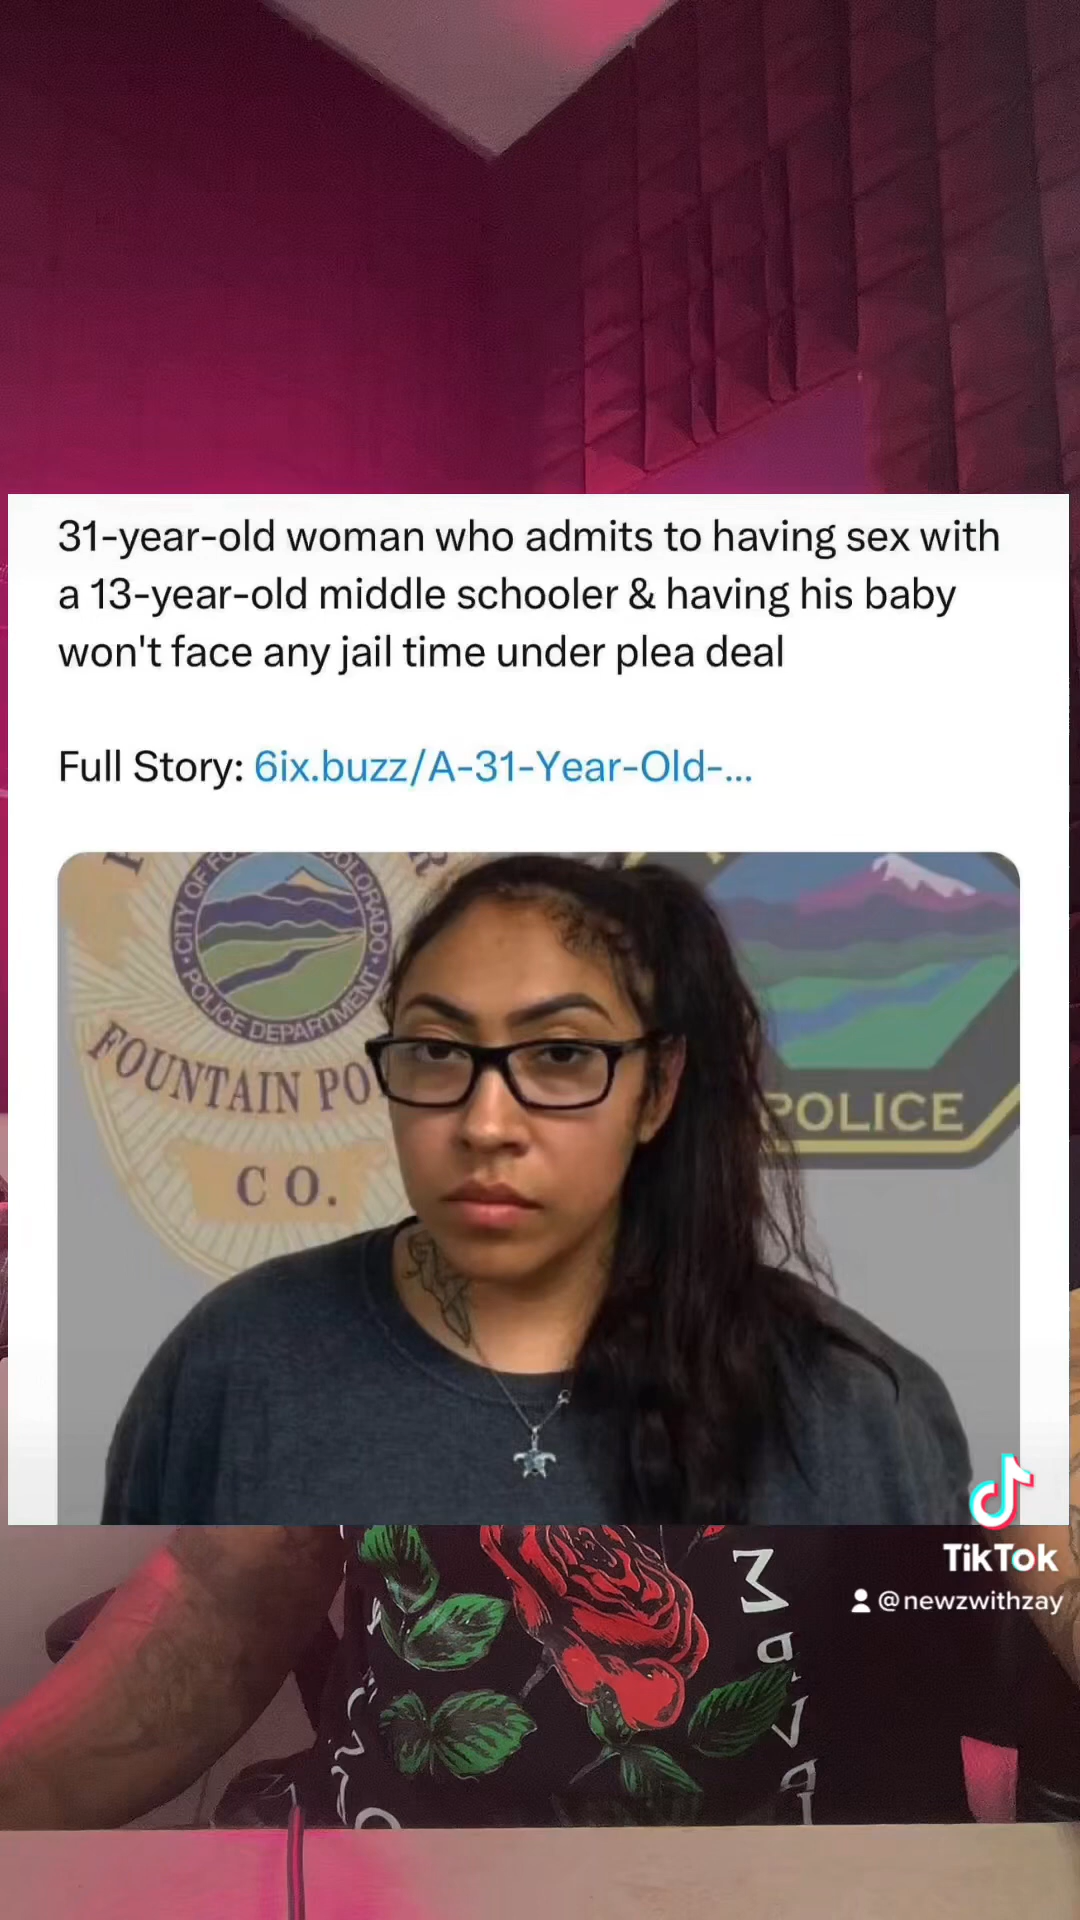 31-year-old woman who admits to having sex with
a 13-year-old middle schooler & having his baby
won't face any jail time under plea deal
Full Story: 6ix.buzz/A-31-Year-Old-...
COLORADO
CITY OF FO
POLICE DEPARTMENT
FOUNTAIN PO
CO.
POLICE
TikTok
@newzwithzay